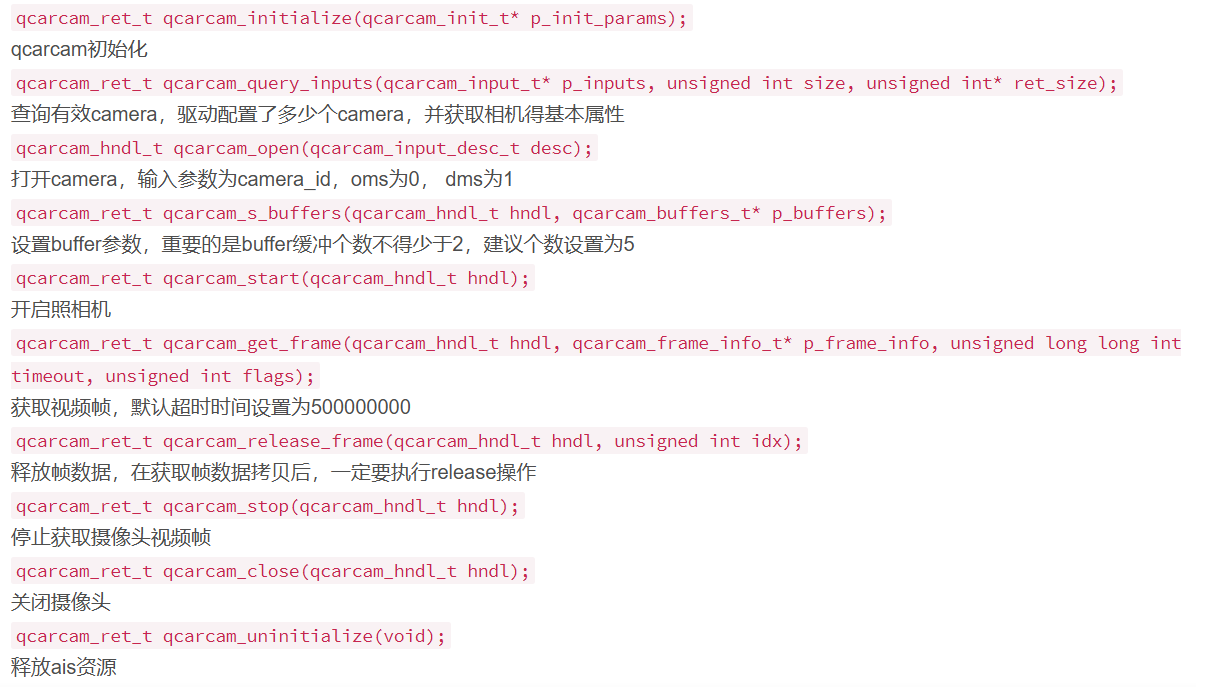 qcarcam_ret_t qcarcam_initialize(qcarcam_init_t* p_init_params);
qcarcam初始化
qcarcam_ret_t qcarcam_query_inputs(qcarcam_input_t* p_inputs, unsigned int size, unsigned int* ret_size);
查询有效camera，驱动配置了多少个camera，并获取相机得基本属性
qcarcam_hndl_t qcarcam_open(qcarcam_input_desc_t desc);
打开camera，输入参数为camera_id，oms为0， dms为1
qcarcam_ret_t qcarcam_s_buffers(qcarcam_hndl_t hndl, qcarcam_buffers_t* p_buffers);
设置buffer参数，重要的是buffer缓冲个数不得少于2，建议个数设置为5
qcarcam_ret_t qcarcam_start(qcarcam_hndl_t hndl);
开启照相机
qcarcam_ret_t qcarcam_get_frame(qcarcam_hndl_t hndl, qcarcam_frame_info_t* p_frame_info, unsigned long long int
timeout, unsigned int flags);
获取视频帧，默认超时时间设置为500000000
qcarcam_ret_t qcarcam_release_frame(qcarcam_hndl_t hndl, unsigned int idx);
释放帧数据，在获取帧数据拷贝后，一定要执行release操作
qcarcam_ret_t qcarcam_stop(qcarcam_hndl_t hndl);
停止获取摄像头视频帧
qcarcam_ret_t qcarcam_close(qcarcam_hndl_t hndl);
关闭摄像头
qcarcam_ret_t qcarcam_uninitialize(void);
释放ais资源